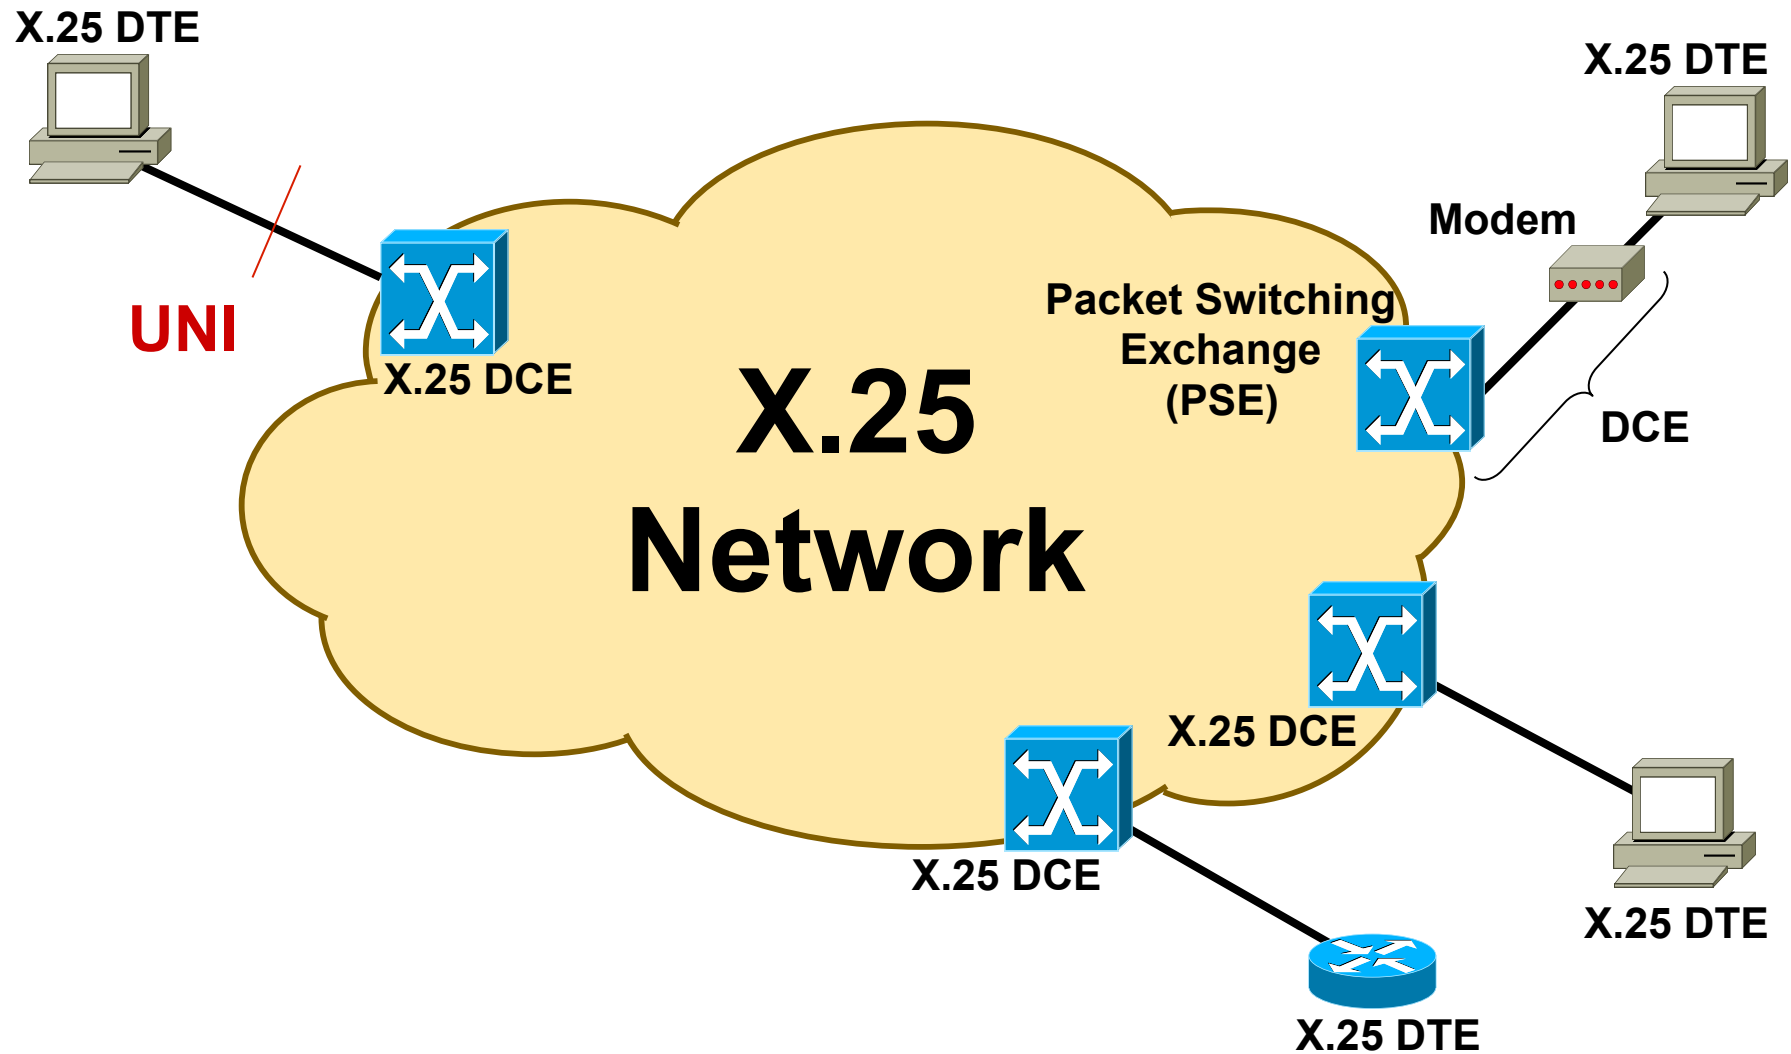 X.25 DTE
X.25 DTE
Modem
UNI
Packet Switching
Exchange
(PSE)
X.25 DCE
DCE
X.25
Network
X.25 DCE
X.25 DCE
X.25 DTE
X.25 DTE